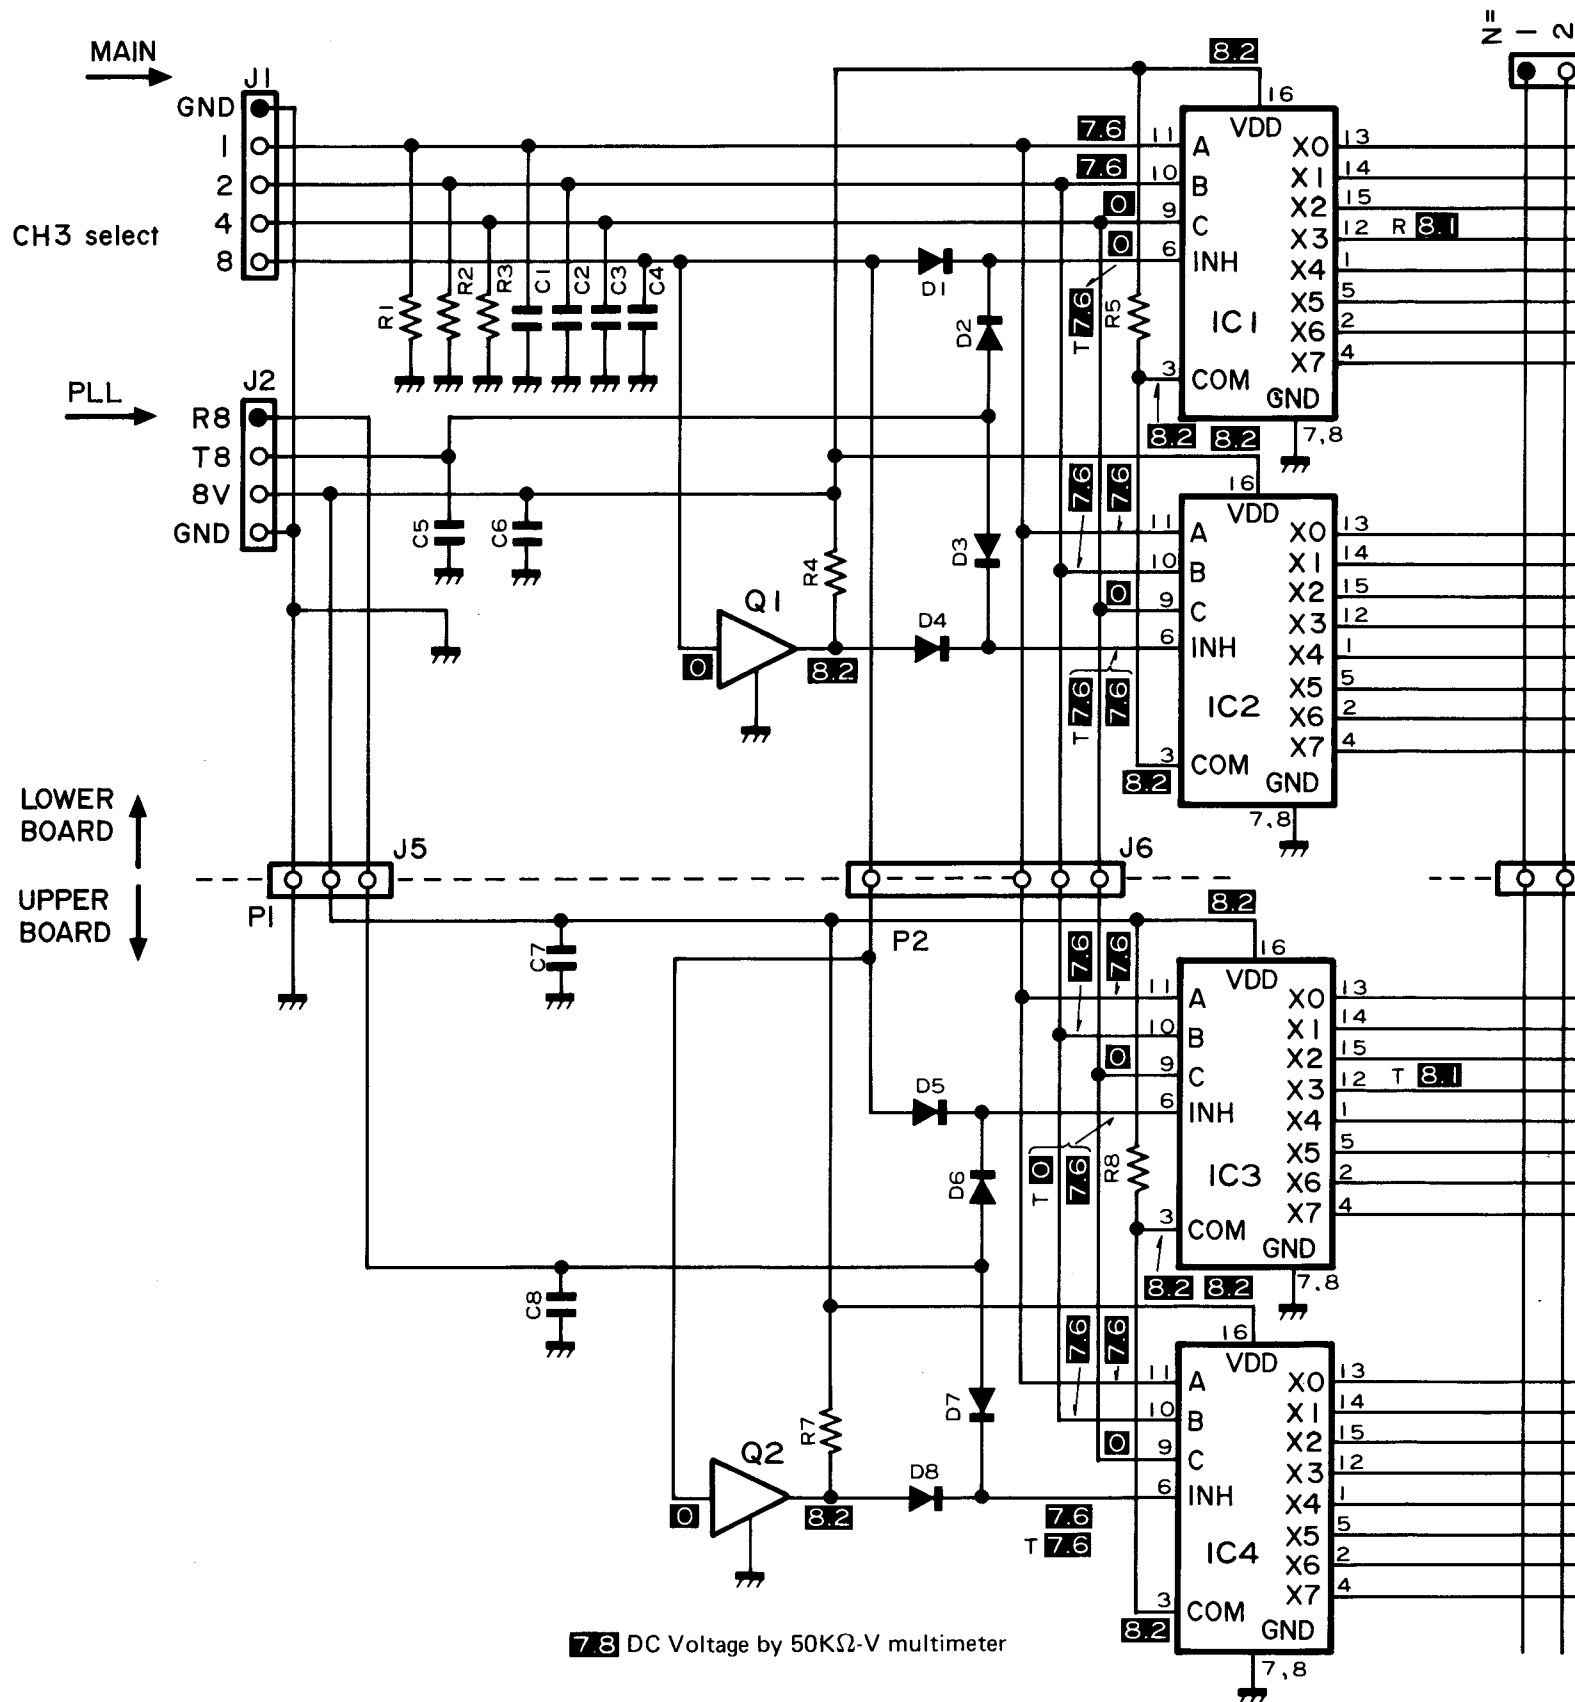 MAIN
J1
GND
1
2
4
8
CH3 select
R1
R2
R3
C1
C2
C3
C4
PLL
J2
R8
T8
8V
GND
C5
C6
R4
Q1
0
8.2
D1
D2
D3
D4
7.6
7.6
0
0
T 7.6
R5
8.2
16
VDD
11 A
10 B
9 C
6 INH
IC1
3 COM
GND
7,8
8.2
X0 13
X1 14
X2 15
X3 12 R 8.1
X4 1
X5 5
X6 2
X7 4
N=
1
2
8.2
16
VDD
7.6
7.6
11 A
10 B
0
9 C
6 INH
T 7.6
7.6
IC2
3 COM
8.2
GND
7,8
X0 13
X1 14
X2 15
X3 12
X4 1
X5 5
X6 2
X7 4
LOWER
BOARD
UPPER
BOARD
J5
P1
J6
P2
C7
C8
D5
D6
D7
D8
R7
Q2
0
8.2
8.2
16
VDD
7.6
7.6
11 A
10 B
0
9 C
6 INH
T 0
7.6
R8
IC3
3 COM
GND
7,8
8.2
X0 13
X1 14
X2 15
X3 12 T 8.1
X4 1
X5 5
X6 2
X7 4
8.2
16
VDD
7.6
7.6
11 A
10 B
0
9 C
6 INH
7.6
T 7.6
IC4
3 COM
8.2
GND
7,8
X0 13
X1 14
X2 15
X3 12
X4 1
X5 5
X6 2
X7 4
7.8 DC Voltage by 50KΩ-V multimeter